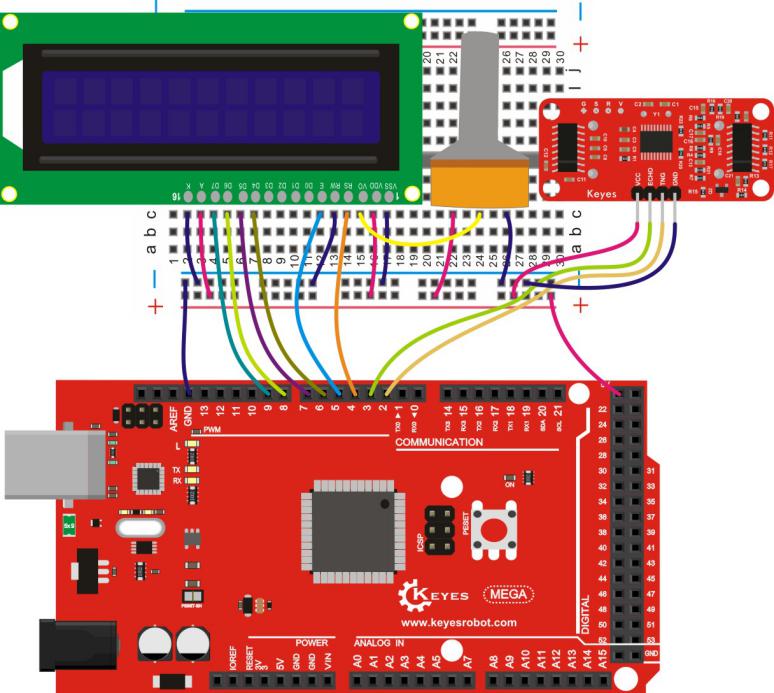 20 21 22 26 27 28 29 30
j
l
K A D7 D6 D5 D4 D3 D2 D1 D0 E RW RS VO VDD VSS
16 1
G S R V
C2 C1
Y1
Keyes
VCC ECHO TNG GND
a b c
a b c
1 2 3 4 5 6 7 8 9 10 11 12 13 14 15 17 18 19 20 21 22 23 24 25 26 27 28 29 30
AREF GND 13 12 11 10 9 8 7 6 5 4 3 2 TX0 ▶ 1 RX0 ◀ 0
TX3 14 RX3 15 TX2 16 RX2 17 TX1 18 RX1 19 SDA 20 SCL 21
PWM
COMMUNICATION
L
TX
RX
ON
ICSP
PESET
KEYES MEGA
www.keyesrobot.com
DIGITAL
22
24
26
28
30 31
32 33
34 35
36 37
38 39
40 41
42 43
44 45
46 47
48 49
50 51
52 53
GND
POWER
ANALOG IN
IOREF RESET 3V3 5V GND GND VIN
A0 A1 A2 A3 A4 A5 A7
A8 A9 A10 A11 A12 A13 A14 A15